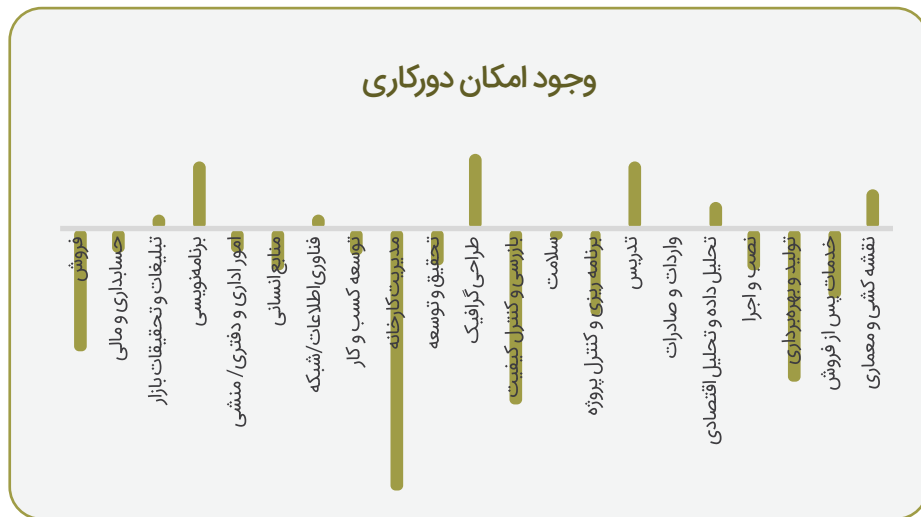 وجود امکان دورکاری
فروش
حسابداری و مالی
تبلیغات و تحقیقات بازار
برنامه‌نویسی
امور اداری و دفتری/ منشی
منابع انسانی
فناوری اطلاعات/شبکه
توسعه کسب و کار
مدیریت کارخانه
تحقیق و توسعه
طراحی گرافیک
بازرسی و کنترل کیفیت
سلامت
برنامه ریزی و کنترل پروژه
تدریس
واردات و صادرات
تحلیل داده و تحلیل اقتصادی
نصب و اجرا
تولید و بهره‌برداری
خدمات پس از فروش
نقشه کشی و معماری